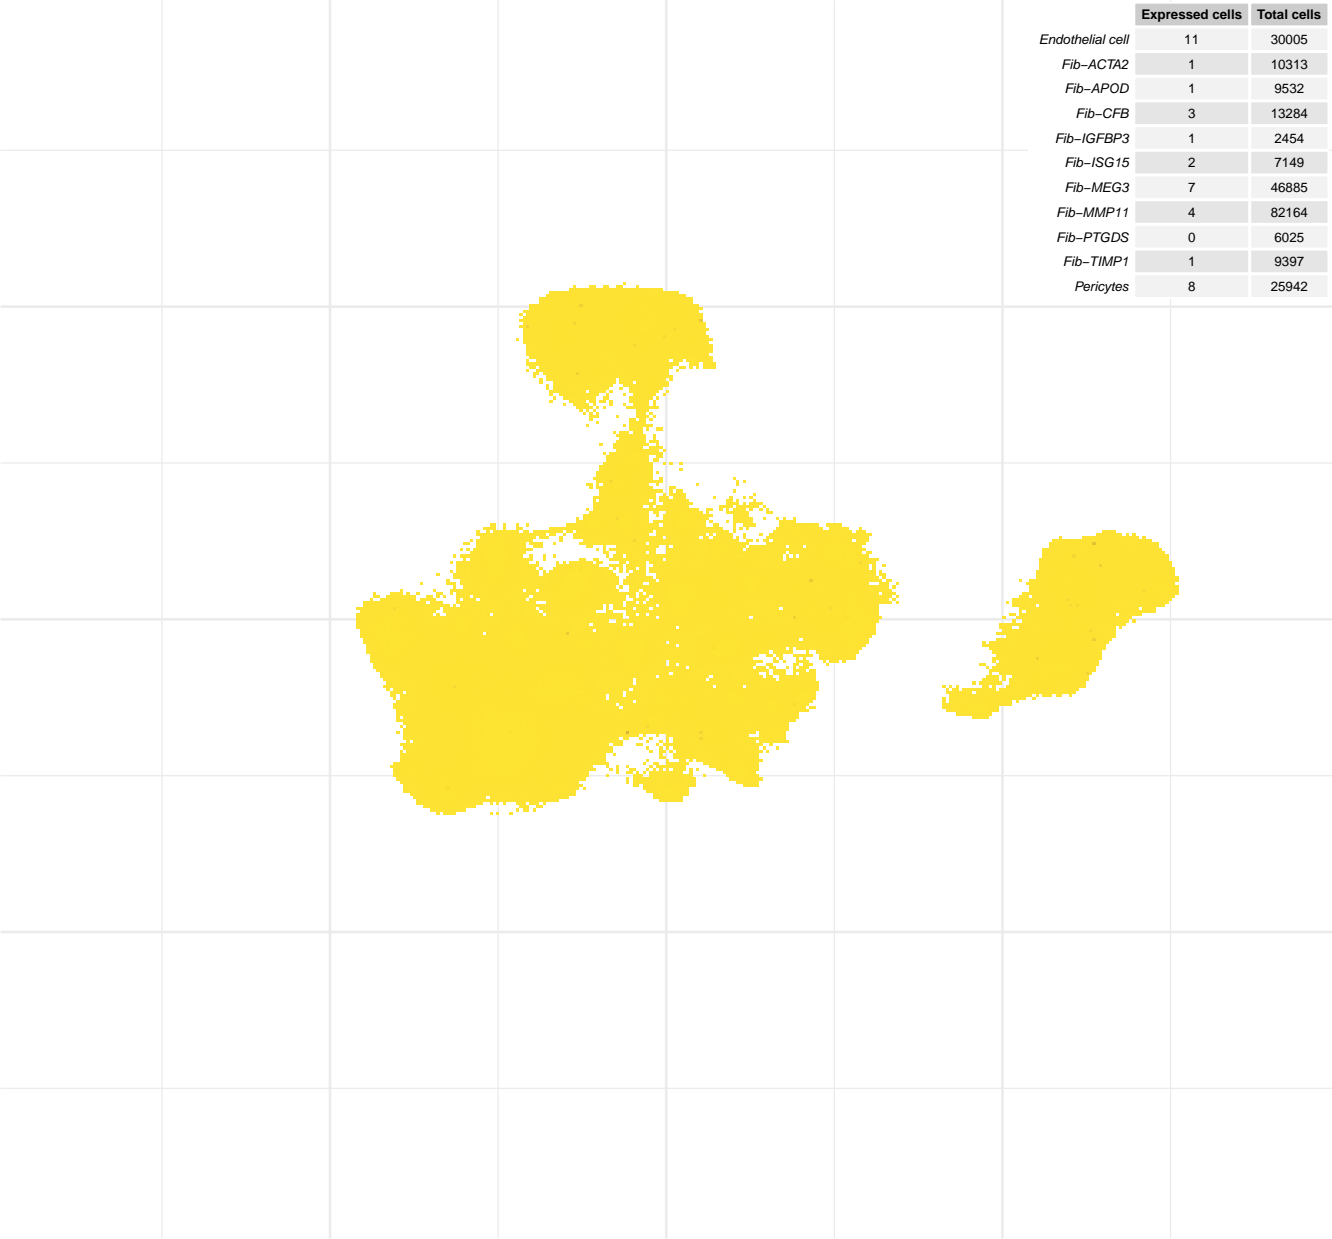 Expressed cells Total cells
Endothelial cell 11 30005
Fib−ACTA2 1 10313
Fib−APOD 1 9532
Fib−CFB 3 13284
Fib−IGFBP3 1 2454
Fib−ISG15 2 7149
Fib−MEG3 7 46885
Fib−MMP11 4 82164
Fib−PTGDS 0 6025
Fib−TIMP1 1 9397
Pericytes 8 25942